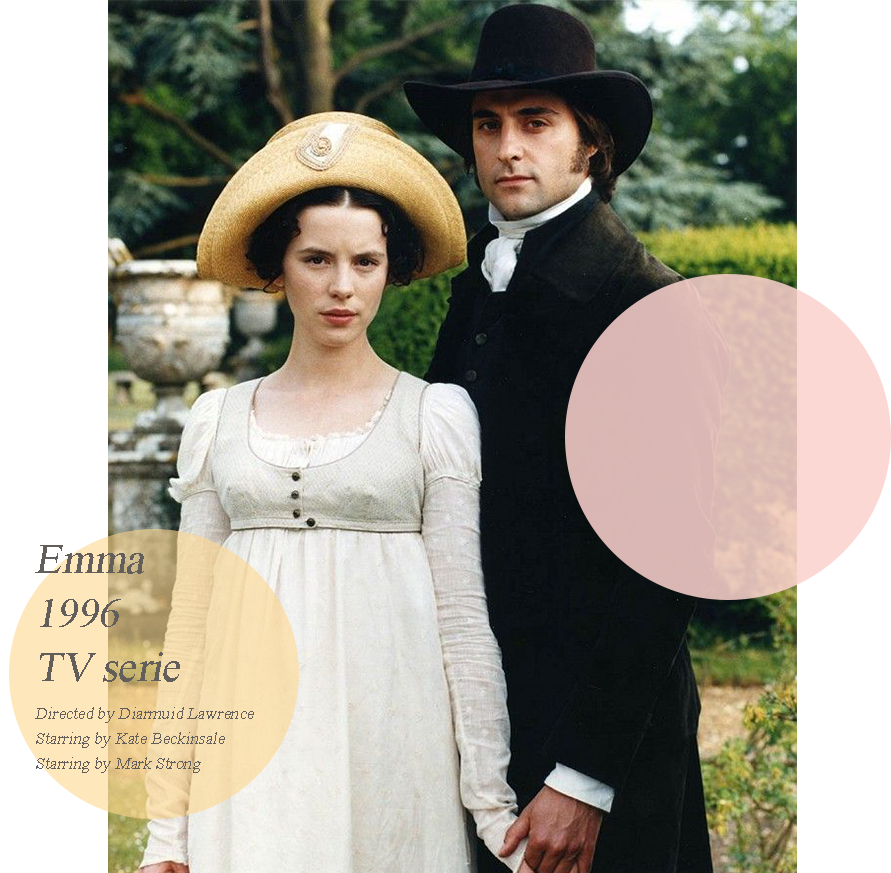 Emma
1996
TV serie
Directed by Diarmuid Lawrence
Starring by Kate Beckinsale
Starring by Mark Strong